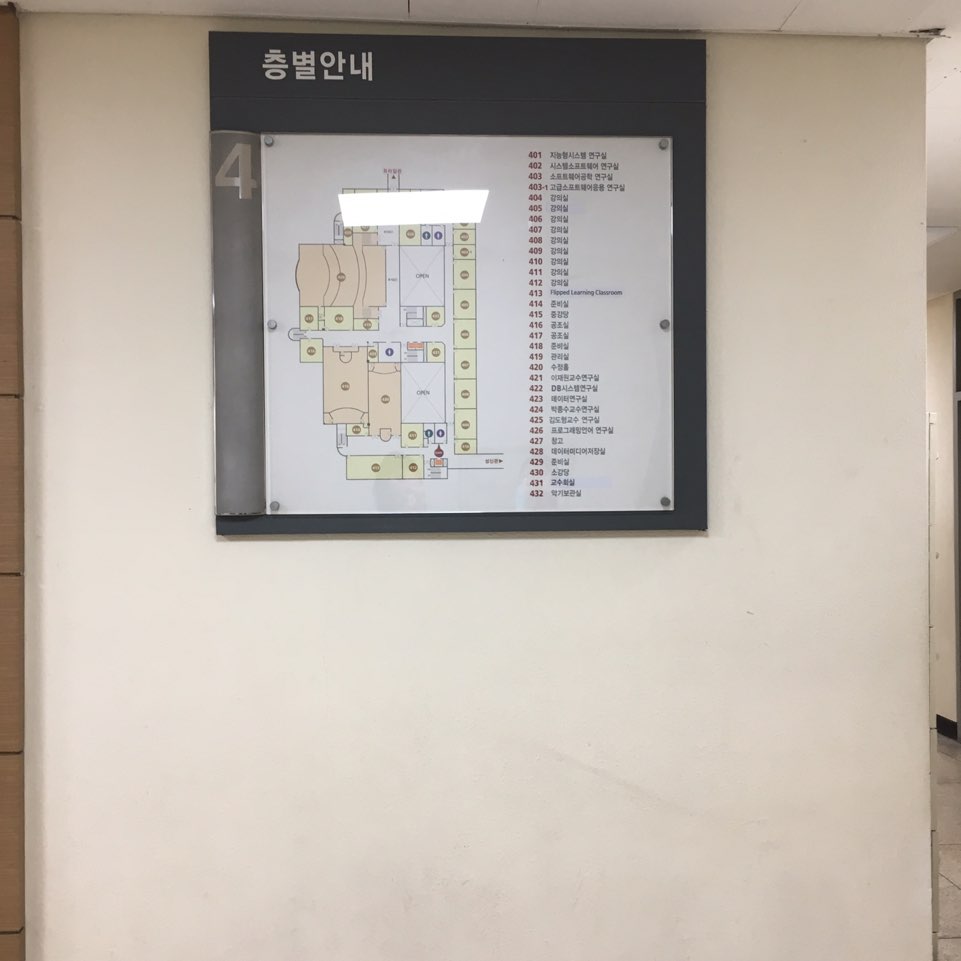 층별안내
4
OPEN
OPEN
401 지능형시스템 연구실
402 시스템소프트웨어 연구실
403 소프트웨어공학 연구실
403-1 고급소프트웨어응용 연구실
404 강의실
405 강의실
406 강의실
407 강의실
408 강의실
409 강의실
410 강의실
411 강의실
412 강의실
413 Flipped Learning Classroom
414 준비실
415 중강당
416 공조실
417 공조실
418 준비실
419 관리실
420 수정홀
421 이재원교수연구실
422 DB시스템연구실
423 데이터연구실
424 박종수교수연구실
425 김도형교수 연구실
426 프로그래밍언어 연구실
427 창고
428 데이터미디어저장실
429 준비실
430 소강당
431 교수회실
432 악기보관실